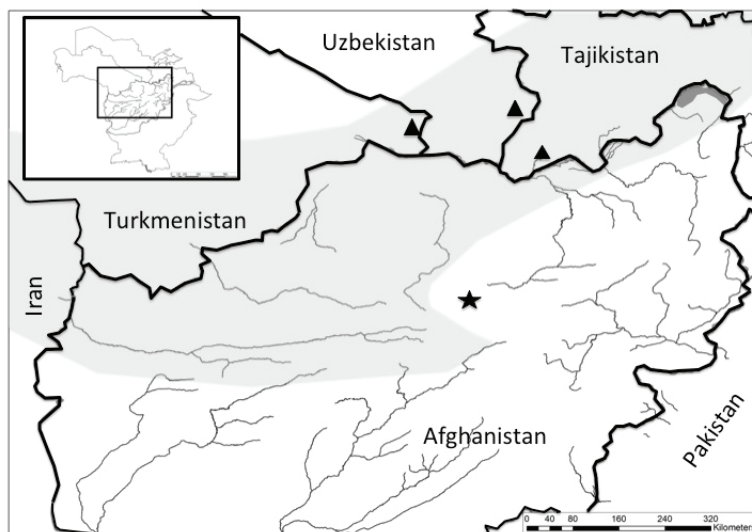 Uzbekistan
Tajikistan
Turkmenistan
Iran
Afghanistan
Pakistan
0 40 80 160 240 320
Kilometer